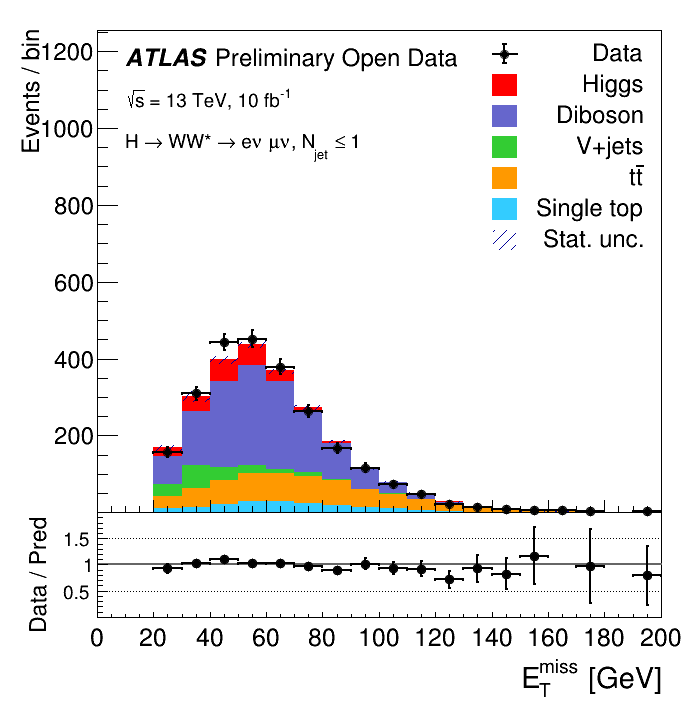 ATLAS Preliminary Open Data
√s = 13 TeV, 10 fb⁻¹
H → WW* → eν μν, N_jet ≤ 1
Data
Higgs
Diboson
V+jets
tt̄
Single top
Stat. unc.
Events / bin
1200
1000
800
600
400
200
Data / Pred
1.5
1
0.5
0 20 40 60 80 100 120 140 160 180 200
E_T^miss [GeV]